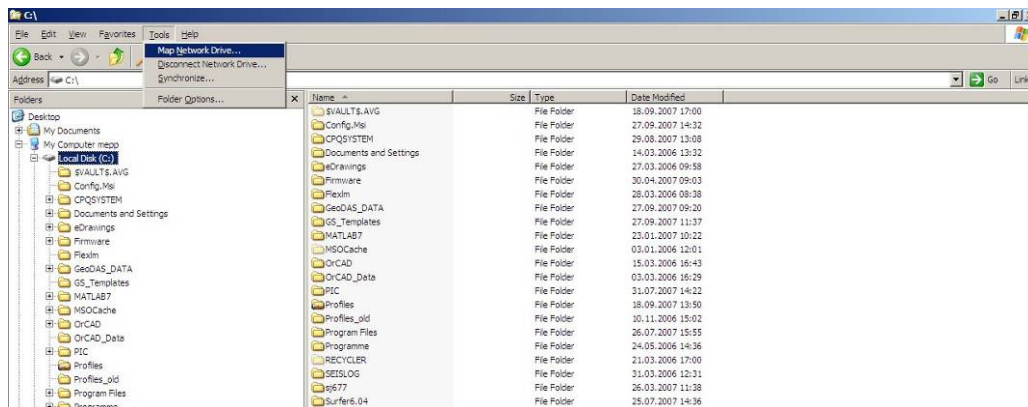 C:\
File Edit View Favorites Tools Help
Back
Map Network Drive...
Disconnect Network Drive...
Synchronize...
Folder Options...
Address C:\ Go Link
Folders
Desktop
My Documents
My Computer mepp
Local Disk (C:)
$VAULT$.AVG
Config.Msi
CPQSYSTEM
Documents and Settings
eDrawings
Firmware
Flexlm
GeoDAS_DATA
GS_Templates
MATLAB7
MSOCache
OrCAD
OrCAD_Data
PIC
Profiles
Profiles_old
Program Files
Programme
Name Size Type Date Modified
$VAULT$.AVG File Folder 18.09.2007 17:00
Config.Msi File Folder 27.09.2007 14:32
CPQSYSTEM File Folder 29.08.2007 13:08
Documents and Settings File Folder 14.03.2006 13:32
eDrawings File Folder 27.03.2006 09:58
Firmware File Folder 30.04.2007 09:03
Flexlm File Folder 28.03.2006 08:38
GeoDAS_DATA File Folder 27.09.2007 09:20
GS_Templates File Folder 27.09.2007 11:37
MATLAB7 File Folder 23.01.2007 10:22
MSOCache File Folder 03.01.2006 12:01
OrCAD File Folder 15.03.2006 16:43
OrCAD_Data File Folder 03.03.2006 16:29
PIC File Folder 31.07.2007 14:22
Profiles File Folder 18.09.2007 13:50
Profiles_old File Folder 10.11.2006 15:02
Program Files File Folder 26.07.2007 15:55
Programme File Folder 24.05.2006 14:36
RECYCLER File Folder 21.03.2006 17:00
SEISLOG File Folder 31.03.2006 12:31
sj677 File Folder 26.03.2007 11:38
Surfer6.04 File Folder 25.07.2007 14:36